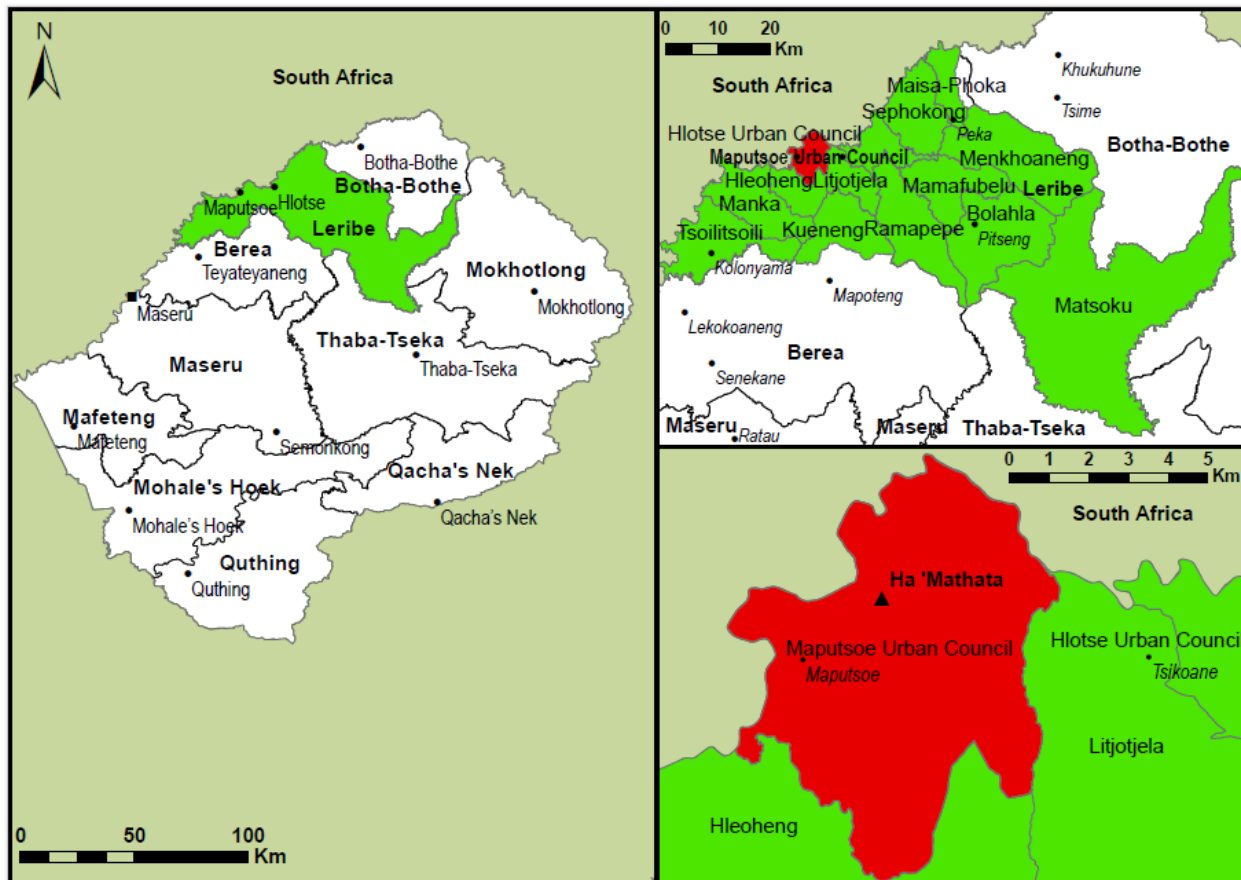 N
South Africa
Botha-Bothe
Botha-Bothe
Maputsoe
Hlotse
Leribe
Berea
Teyateyaneng
Mokhotlong
Mokhotlong
Maseru
Thaba-Tseka
Thaba-Tseka
Maseru
Mafeteng
Mafeteng
Semonkong
Qacha's Nek
Mohale's Hoek
Mohale's Hoek
Qacha's Nek
Quthing
Quthing
0 50 100
Km
0 10 20
Km
South Africa
Khukuhune
Maisa-Phoka
Tsime
Sephokong
Peka
Hlotse Urban Council
Botha-Bothe
Maputsoe Urban Council
Menkhoaneng
Hleoheng
Litjotjela
Mamafubelu
Leribe
Manka
Bolahla
Tsoilitsoili
Kueneng
Ramapepe
Pitseng
Kolonyama
Mapoteng
Matsoku
Lekokoaneng
Berea
Senekane
Maseru
Ratau
Maseru
Thaba-Tseka
0 1 2 3 4 5
Km
South Africa
Ha 'Mathata
Maputsoe Urban Council
Maputsoe
Hlotse Urban Council
Tsikoane
Litjotjela
Hleoheng